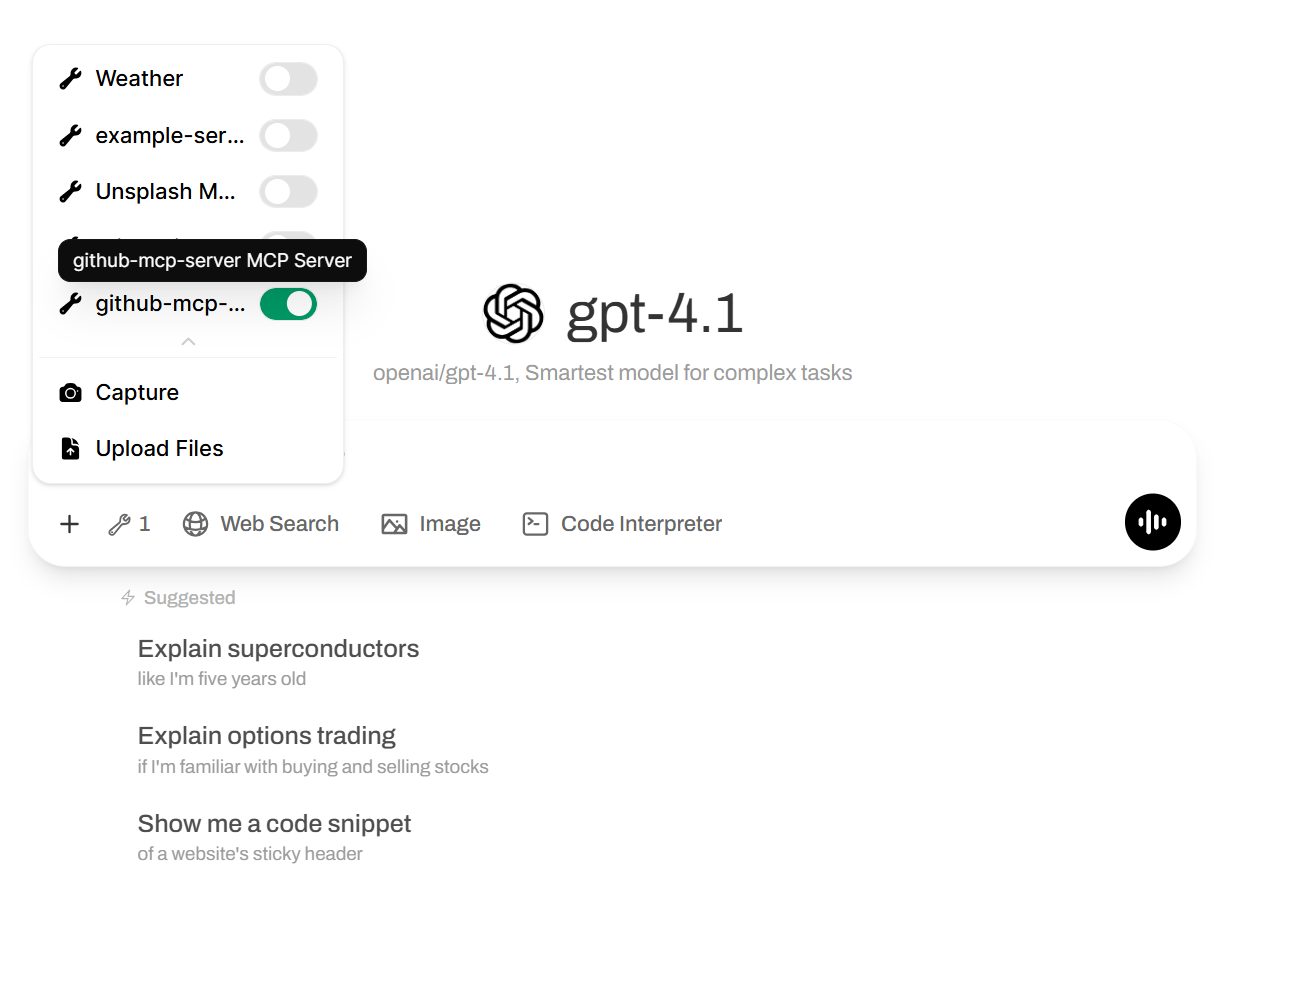 Weather
example-ser...
Unsplash M...
github-mcp-server MCP Server
github-mcp-...
Capture
Upload Files
gpt-4.1
openai/gpt-4.1, Smartest model for complex tasks
1 Web Search Image Code Interpreter
Suggested
Explain superconductors
like I'm five years old
Explain options trading
if I'm familiar with buying and selling stocks
Show me a code snippet
of a website's sticky header